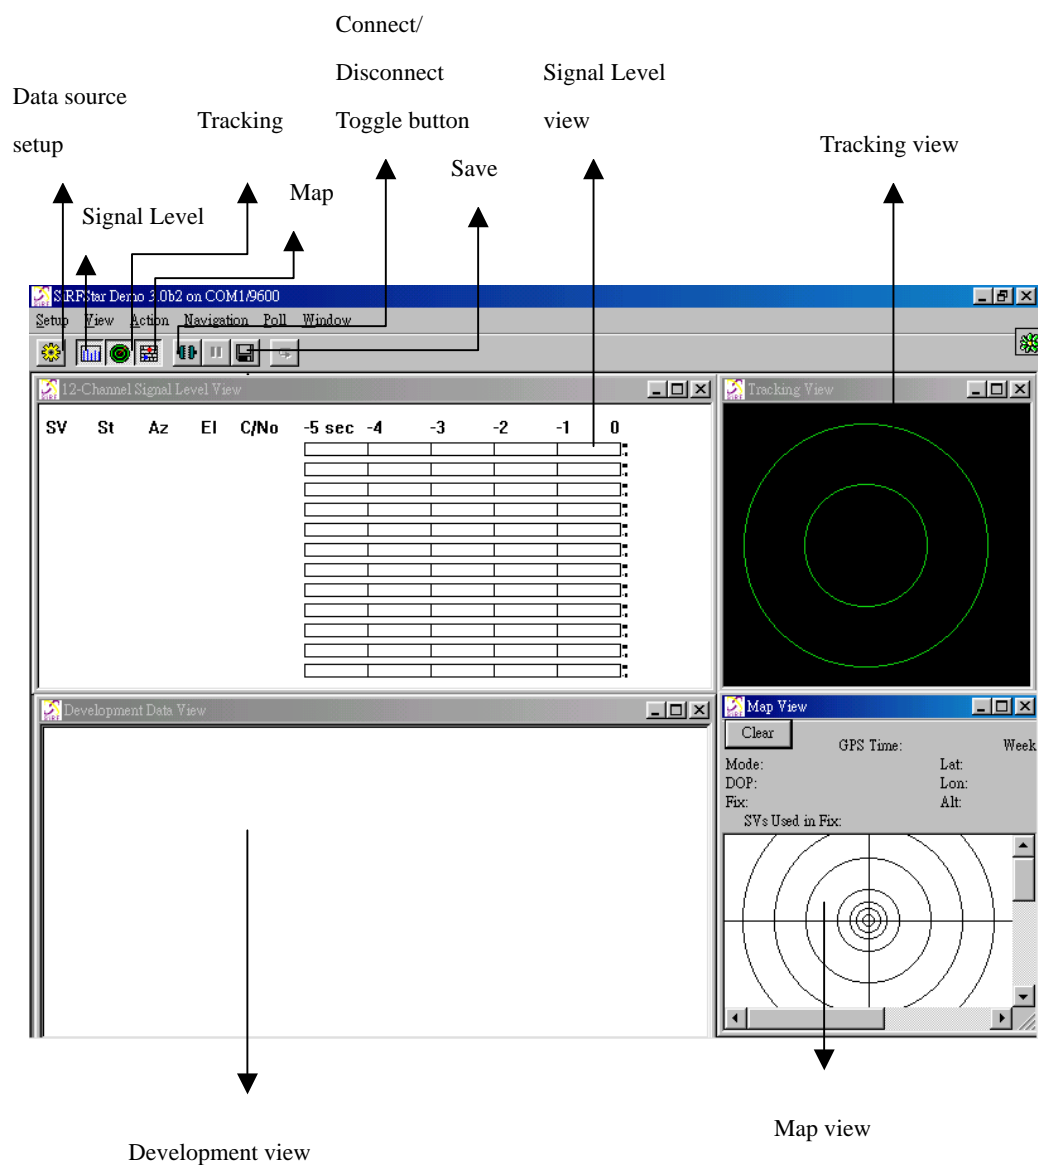 Connect/
Disconnect
Toggle button
Signal Level
view
Data source
setup
Tracking
Tracking view
Save
Map
Signal Level
SiRFStar Demo 3.0b2 on COM1/9600
Setup View Action Navigation Poll Window
12-Channel Signal Level View
SV St Az El C/No -5 sec -4 -3 -2 -1 0
Tracking View
Development Data View
Map View
Clear
GPS Time: Week
Mode: Lat:
DOP: Lon:
Fix: Alt:
SVs Used in Fix:
Map view
Development view